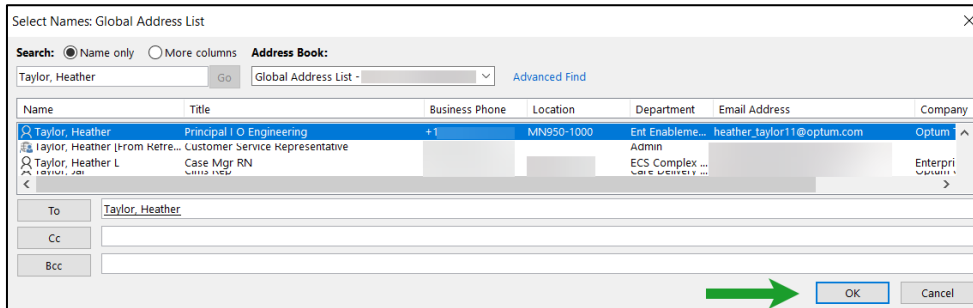 Select Names: Global Address List
Search: Name only More columns Address Book:
Taylor, Heather Go Global Address List - Advanced Find
Name Title Business Phone Location Department Email Address Company
Taylor, Heather Principal I O Engineering +1 MN950-1000 Ent Enableme... heather_taylor11@optum.com Optum
Taylor, Heather [From Refre... Customer Service Representative Admin
Taylor, Heather L Case Mgr RN ECS Complex ... Enterpri
Care Delivery ...
To Taylor, Heather
Cc
Bcc
OK Cancel